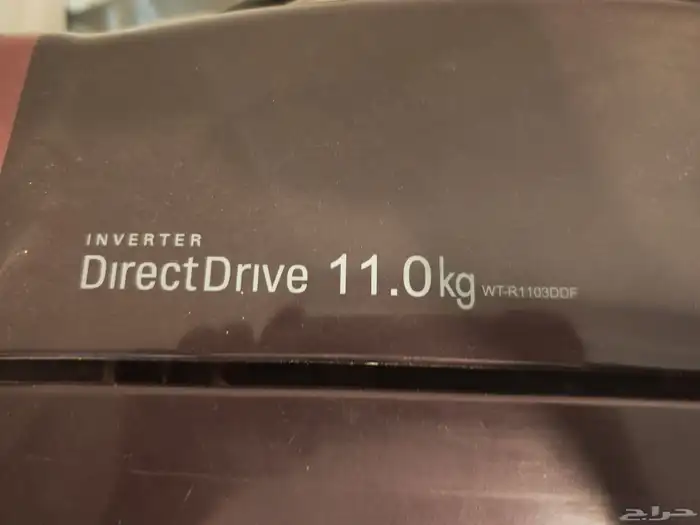 INVERTER
DirectDrive 11.0kg WT-R1103DDF
حراج